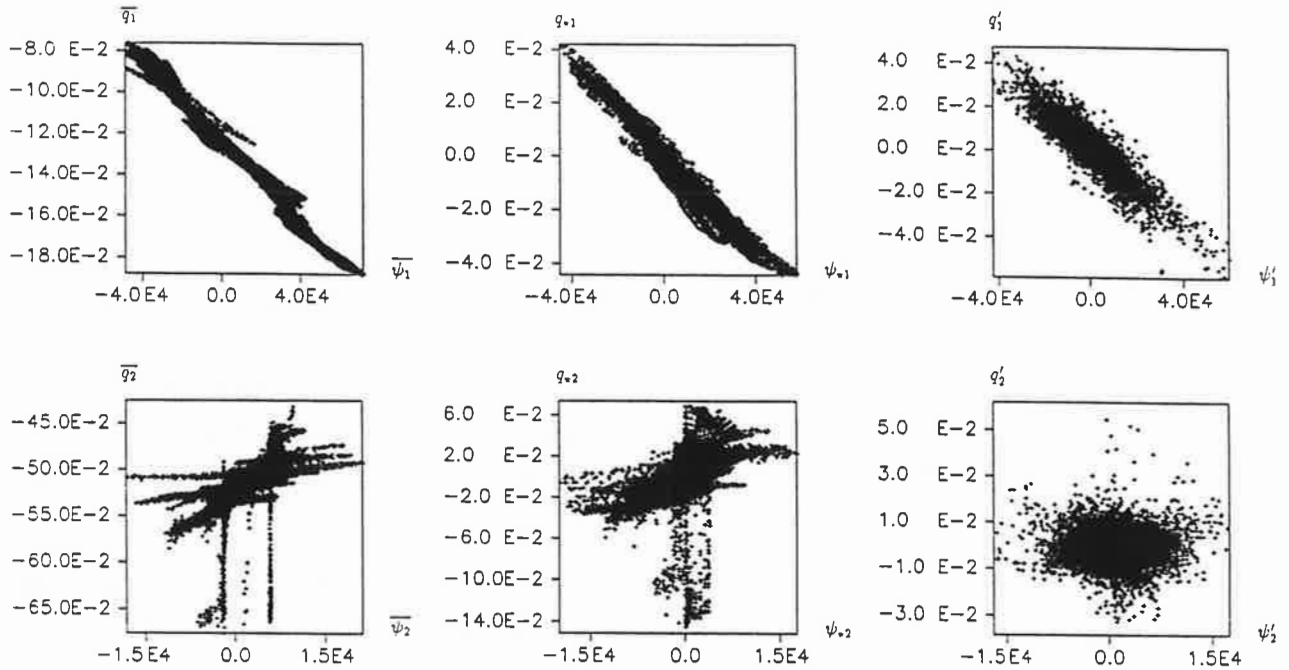 q̅₁
−8.0 E−2
−10.0E−2
−12.0E−2
−14.0E−2
−16.0E−2
−18.0E−2
−4.0E4 0.0 4.0E4
ψ̅₁
q*₁
4.0 E−2
2.0 E−2
0.0 E−2
−2.0 E−2
−4.0 E−2
−4.0E4 0.0 4.0E4
ψ*₁
q′₁
4.0 E−2
2.0 E−2
0.0 E−2
−2.0 E−2
−4.0 E−2
−4.0E4 0.0 4.0E4
ψ′₁
q̅₂
−45.0E−2
−50.0E−2
−55.0E−2
−60.0E−2
−65.0E−2
−1.5E4 0.0 1.5E4
ψ̅₂
q*₂
6.0 E−2
2.0 E−2
−2.0 E−2
−6.0 E−2
−10.0 E−2
−14.0 E−2
−1.5E4 0.0 1.5E4
ψ*₂
q′₂
5.0 E−2
3.0 E−2
1.0 E−2
−1.0 E−2
−3.0 E−2
−1.5E4 0.0 1.5E4
ψ′₂